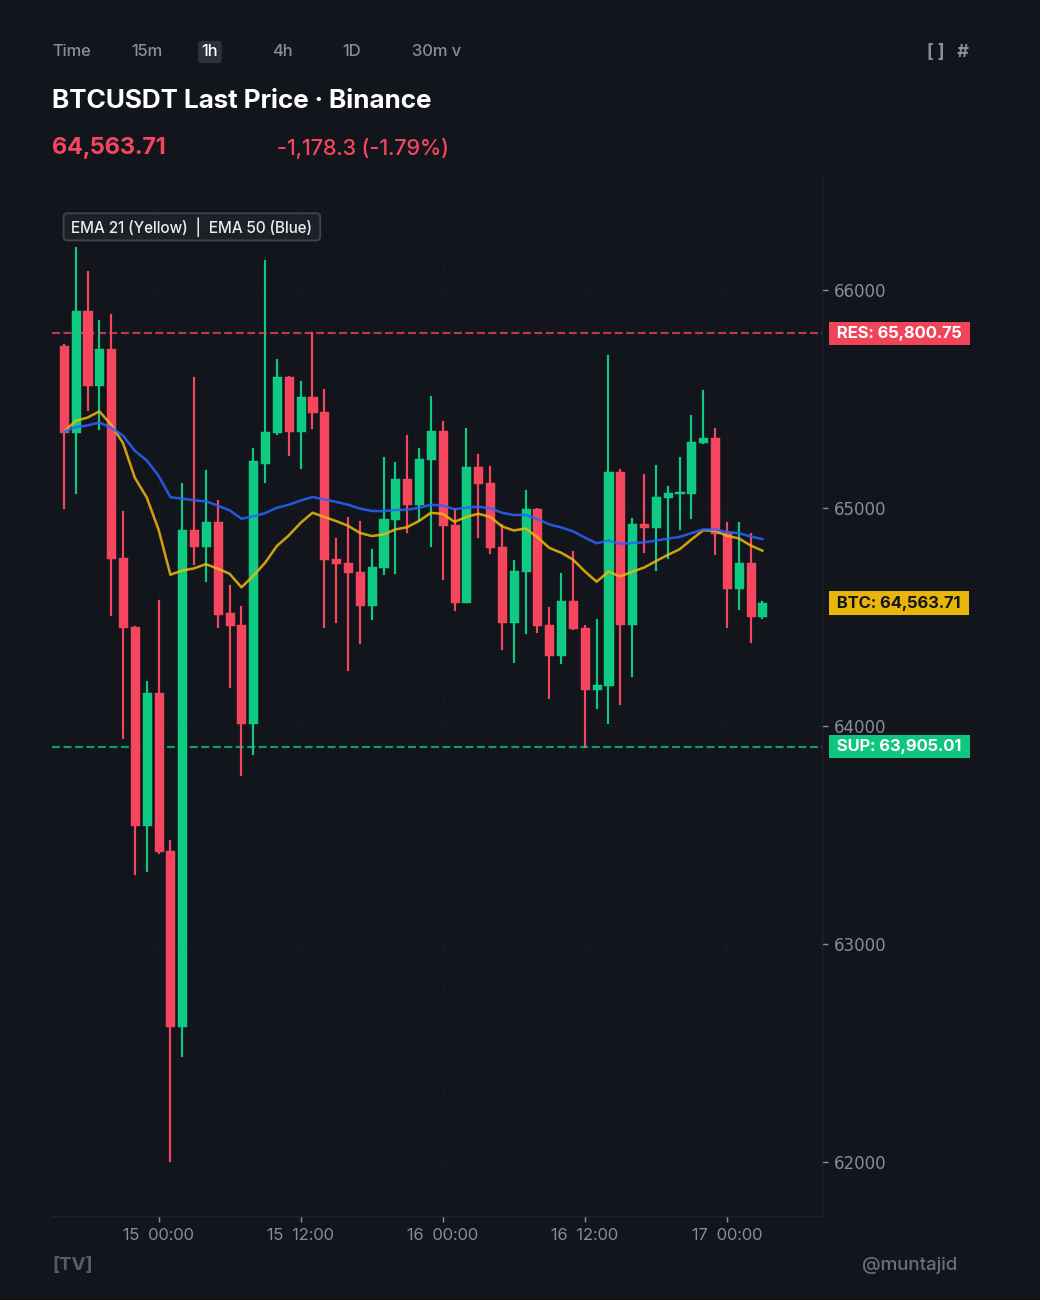 Time 15m 1h 4h 1D 30m v [ ] #
BTCUSDT Last Price · Binance
64,563.71 -1,178.3 (-1.79%)
EMA 21 (Yellow) | EMA 50 (Blue)
66000
RES: 65,800.75
65000
BTC: 64,563.71
64000
SUP: 63,905.01
63000
62000
15 00:00 15 12:00 16 00:00 16 12:00 17 00:00
[TV] @muntajid